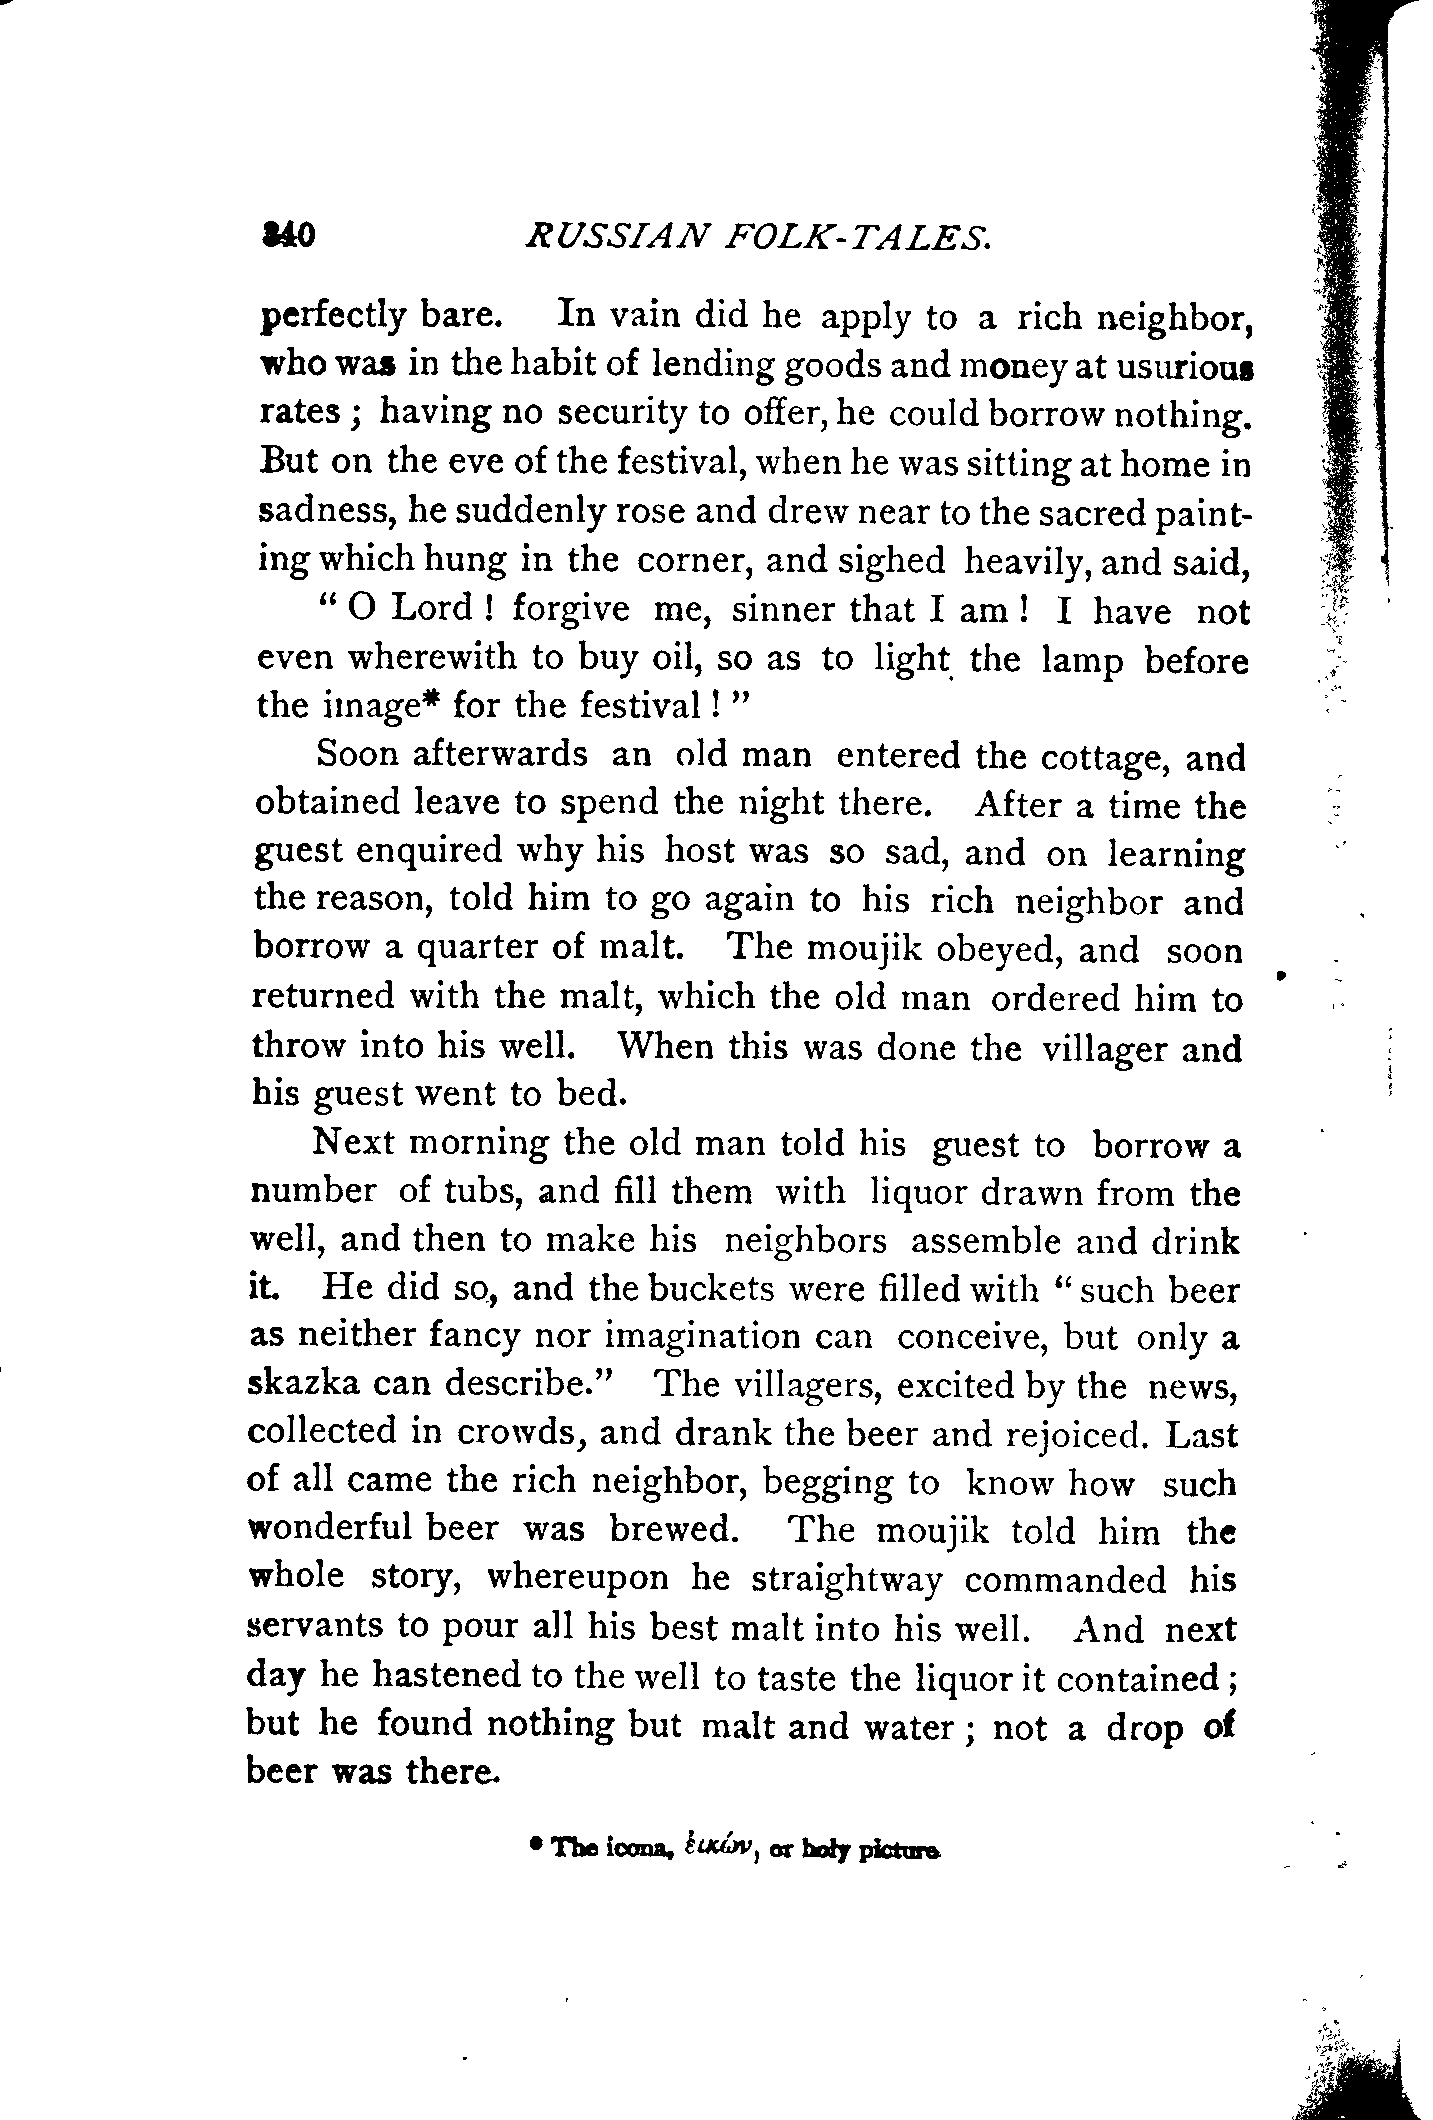 340 RUSSIAN FOLK-TALES.
perfectly bare. In vain did he apply to a rich neighbor,
who was in the habit of lending goods and money at usurious
rates ; having no security to offer, he could borrow nothing.
But on the eve of the festival, when he was sitting at home in
sadness, he suddenly rose and drew near to the sacred paint-
ing which hung in the corner, and sighed heavily, and said,
“ O Lord ! forgive me, sinner that I am ! I have not
even wherewith to buy oil, so as to light the lamp before
the image* for the festival ! ”
Soon afterwards an old man entered the cottage, and
obtained leave to spend the night there. After a time the
guest enquired why his host was so sad, and on learning
the reason, told him to go again to his rich neighbor and
borrow a quarter of malt. The moujik obeyed, and soon
returned with the malt, which the old man ordered him to
throw into his well. When this was done the villager and
his guest went to bed.
Next morning the old man told his guest to borrow a
number of tubs, and fill them with liquor drawn from the
well, and then to make his neighbors assemble and drink
it. He did so, and the buckets were filled with “ such beer
as neither fancy nor imagination can conceive, but only a
skazka can describe.” The villagers, excited by the news,
collected in crowds, and drank the beer and rejoiced. Last
of all came the rich neighbor, begging to know how such
wonderful beer was brewed. The moujik told him the
whole story, whereupon he straightway commanded his
servants to pour all his best malt into his well. And next
day he hastened to the well to taste the liquor it contained ;
but he found nothing but malt and water ; not a drop of
beer was there.
* The icona, ἐικών, or holy picture.